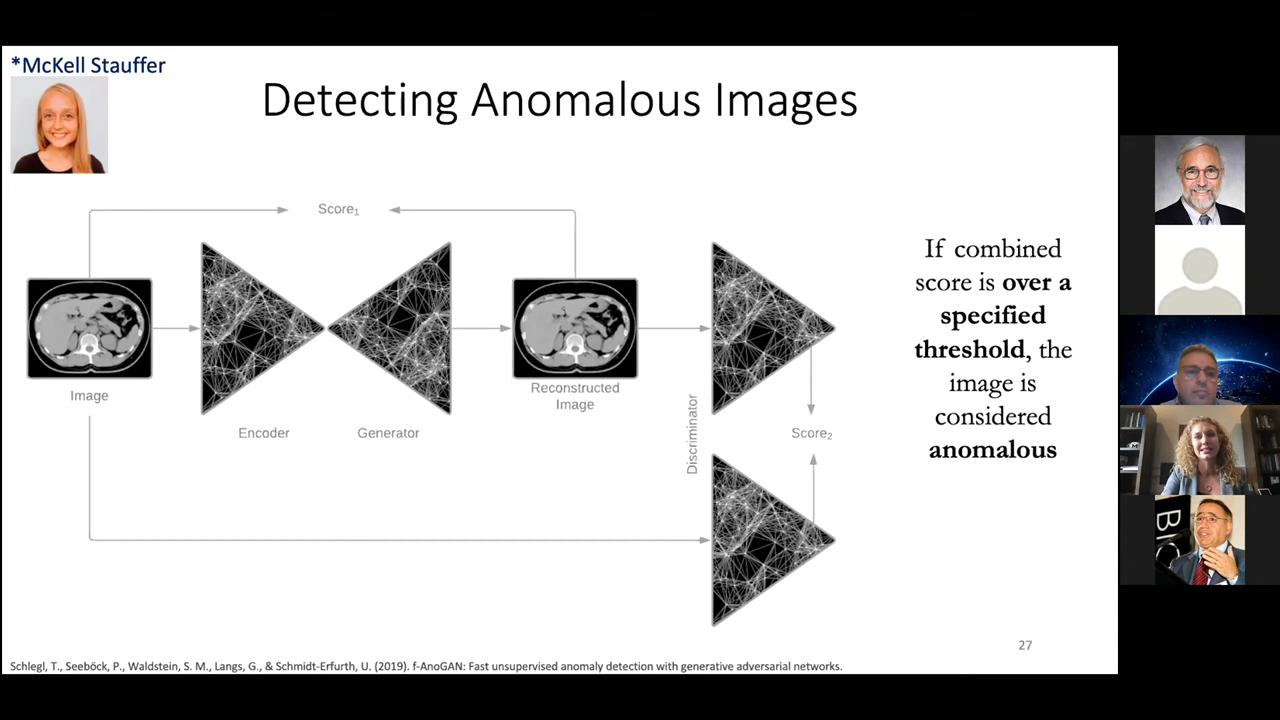 *McKell Stauffer
Detecting Anomalous Images
Score₁
If combined
score is over a
specified
threshold, the
image is
considered
anomalous
Image
Encoder
Generator
Reconstructed
Image
Discriminator
Score₂
27
Schlegl, T., Seeböck, P., Waldstein, S. M., Langs, G., & Schmidt-Erfurth, U. (2019). f-AnoGAN: Fast unsupervised anomaly detection with generative adversarial networks.
BIO